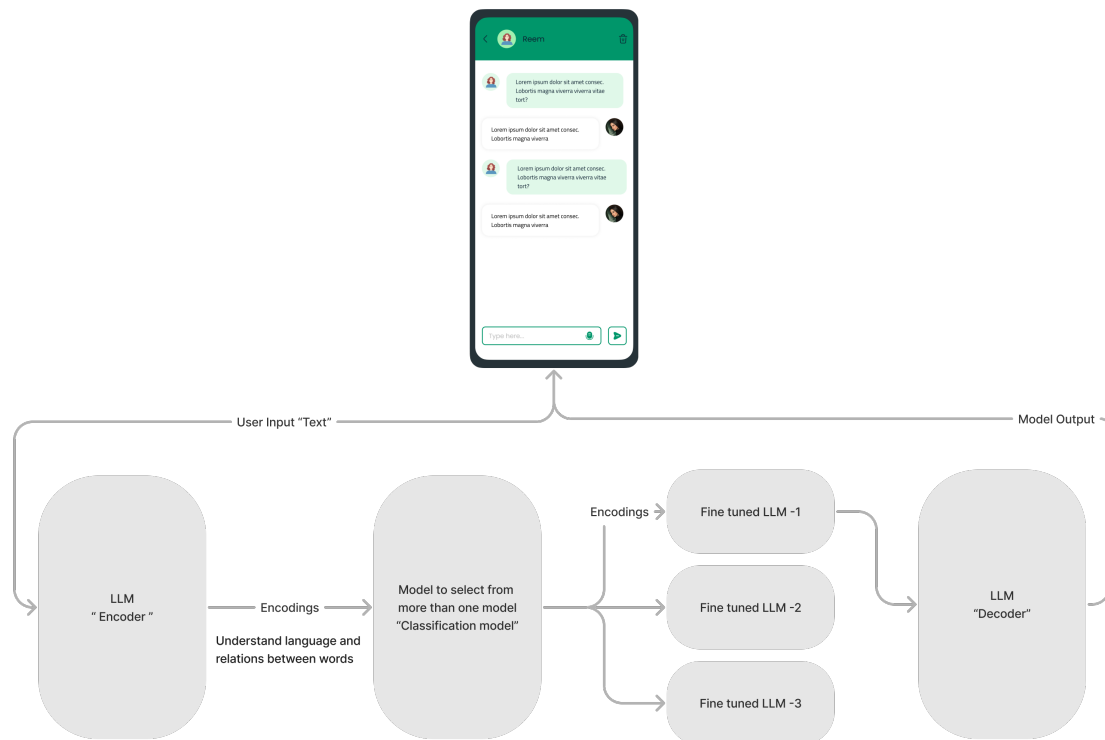 Reem
Lorem ipsum dolor sit amet consec.
Lobortis magna viverra viverra vitae
tort?
Lorem ipsum dolor sit amet consec.
Lobortis magna viverra
Lorem ipsum dolor sit amet consec.
Lobortis magna viverra viverra vitae
tort?
Lorem ipsum dolor sit amet consec.
Lobortis magna viverra
Type here..
User Input “Text”
Model Output
LLM
“ Encoder ”
Encodings
Understand language and
relations between words
Model to select from
more than one model
“Classification model”
Encodings
Fine tuned LLM -1
Fine tuned LLM -2
Fine tuned LLM -3
LLM
“Decoder”